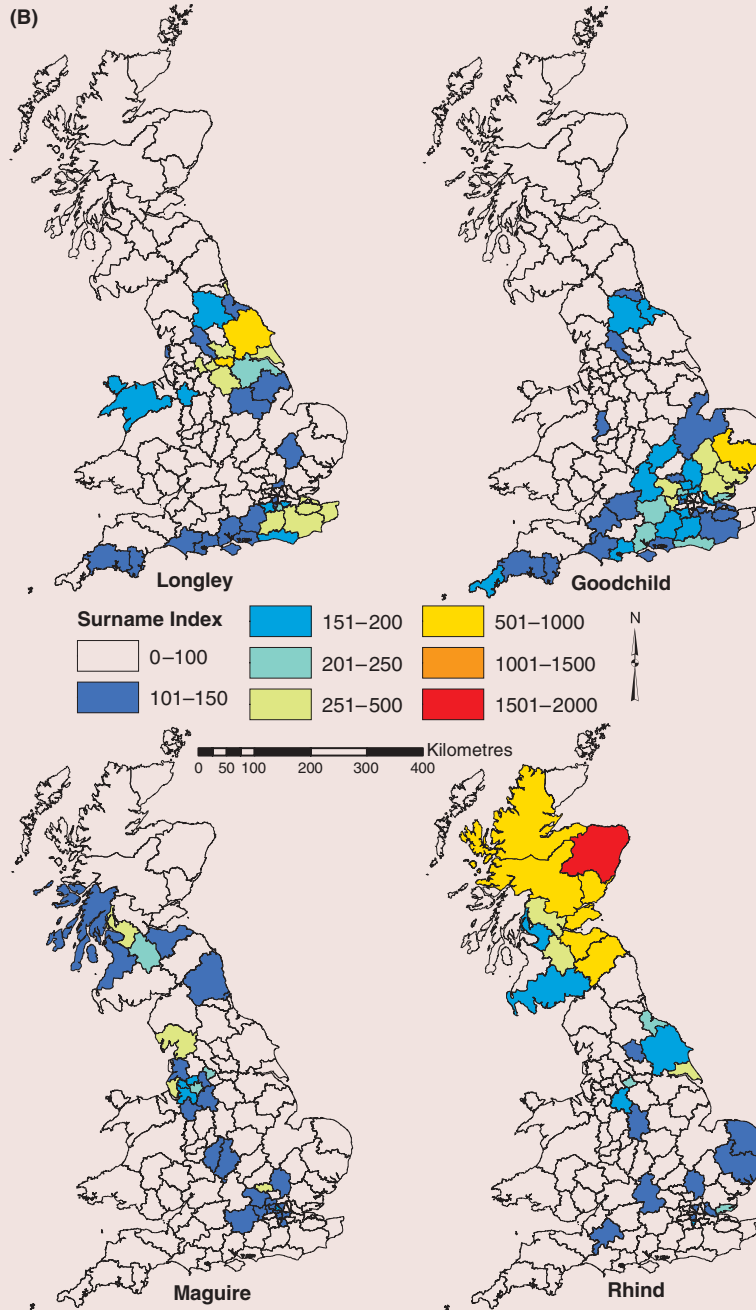 (B)
Longley
Goodchild
Surname Index
0–100
101–150
151–200
201–250
251–500
501–1000
1001–1500
1501–2000
N
Kilometres
0 50 100 200 300 400
Maguire
Rhind